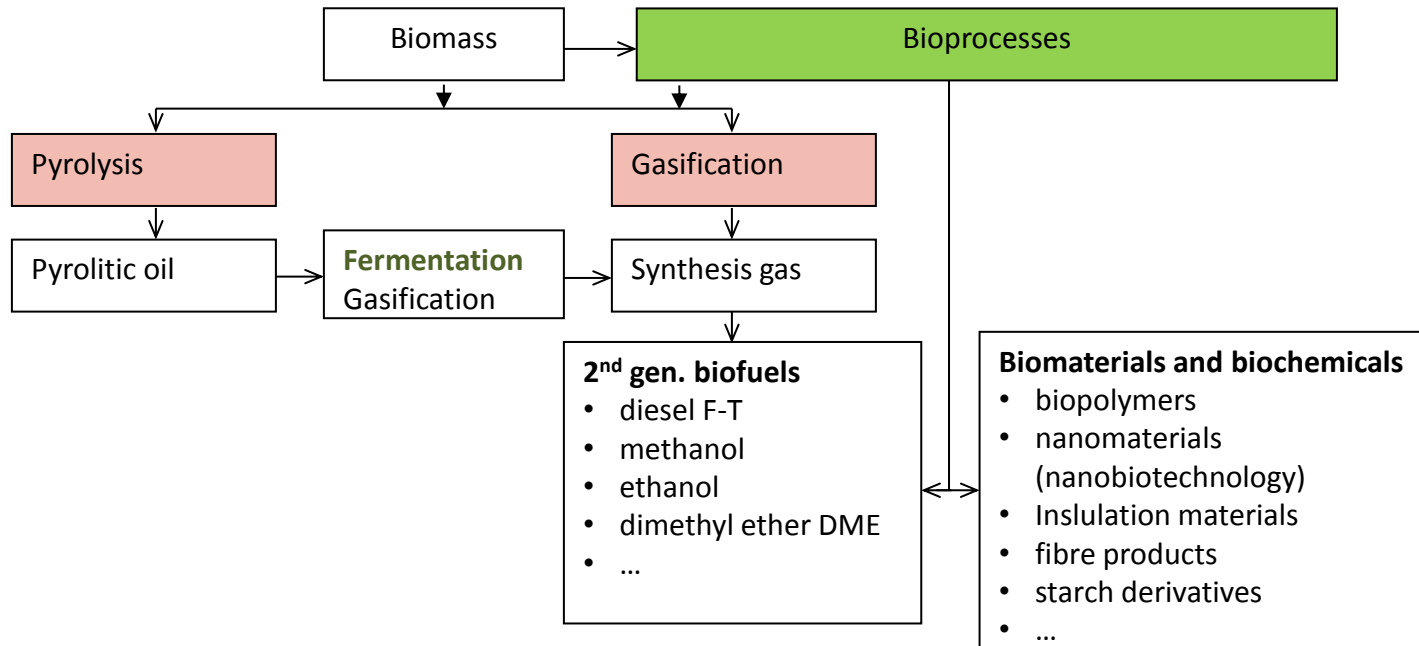 Biomass
Bioprocesses
Pyrolysis
Gasification
Pyrolitic oil
Fermentation
Gasification
Synthesis gas
2nd gen. biofuels
• diesel F-T
• methanol
• ethanol
• dimethyl ether DME
• ...
Biomaterials and biochemicals
• biopolymers
• nanomaterials
(nanobiotechnology)
• Inslulation materials
• fibre products
• starch derivatives
• ...